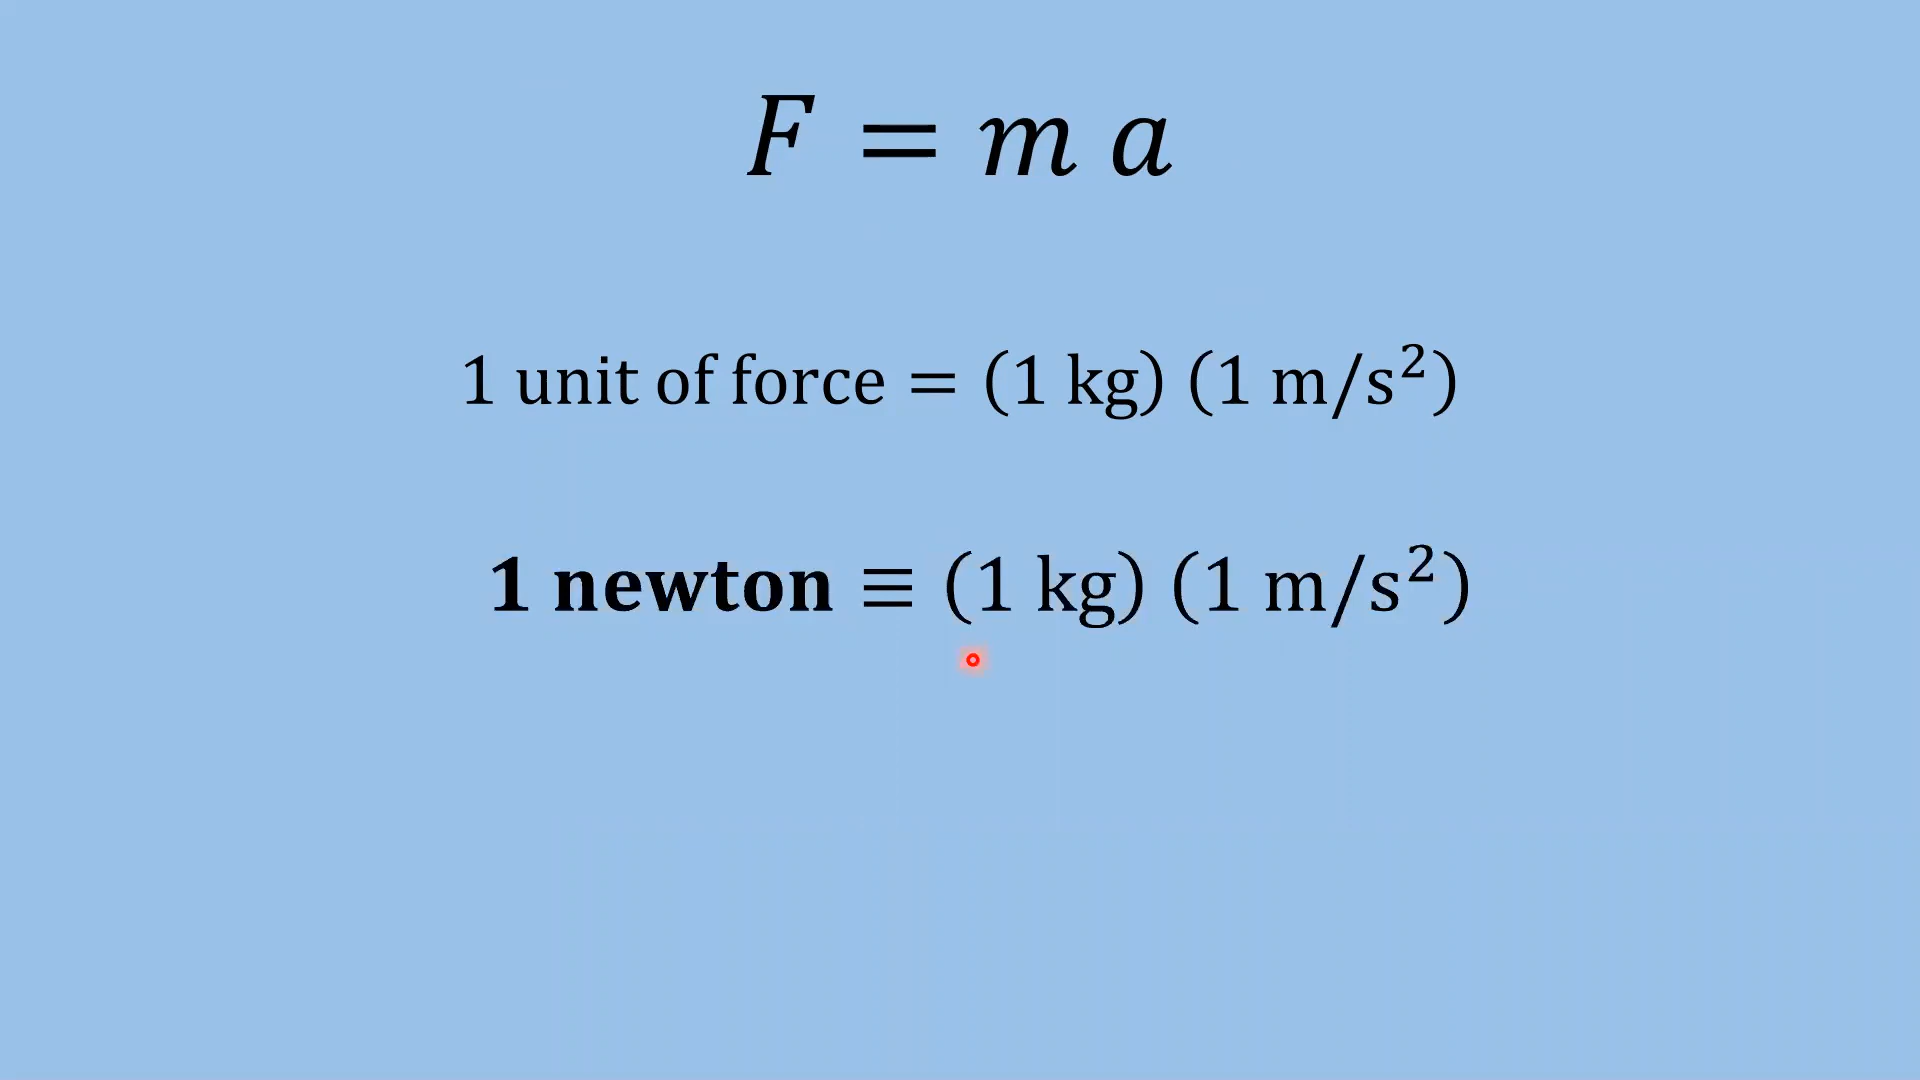 F = m a
1 unit of force = (1 kg) (1 m/s²)
1 newton ≡ (1 kg) (1 m/s²)